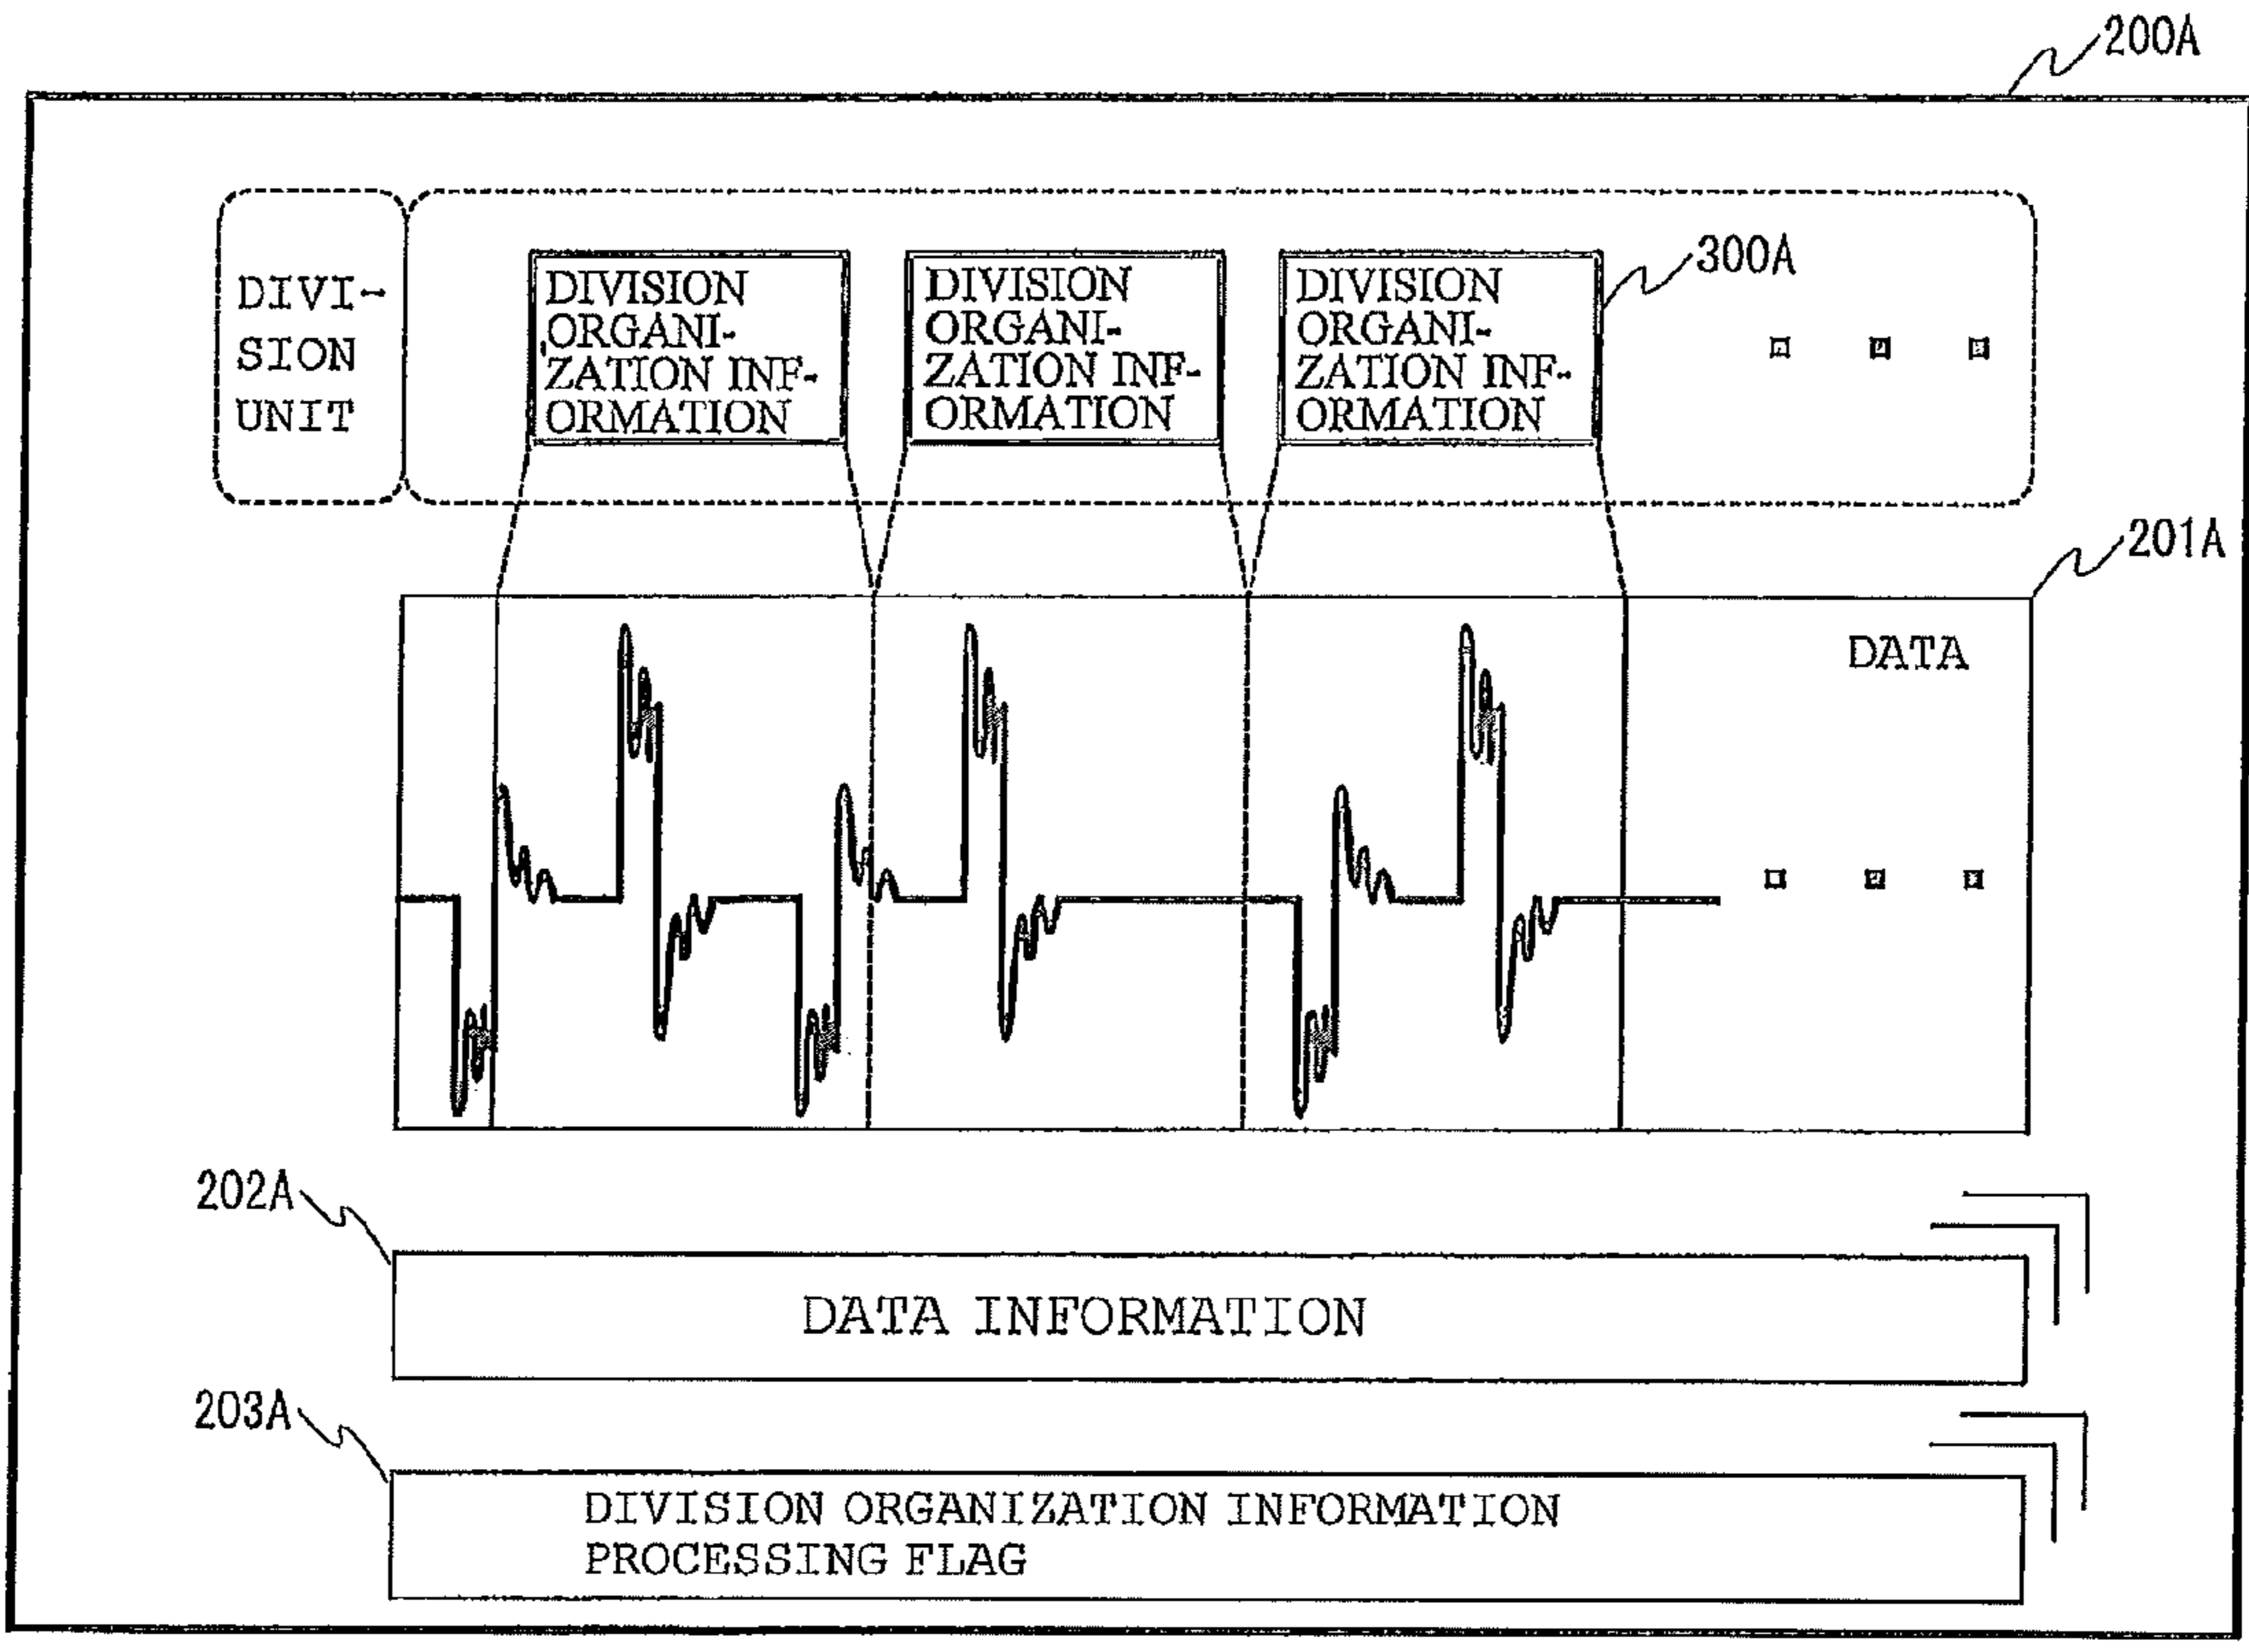 200A
DIVI-
SION
UNIT
DIVISION
ORGANI-
ZATION INF-
ORMATION
DIVISION
ORGANI-
ZATION INF-
ORMATION
DIVISION
ORGANI-
ZATION INF-
ORMATION
300A
201A
DATA
202A
DATA INFORMATION
203A
DIVISION ORGANIZATION INFORMATION
PROCESSING FLAG